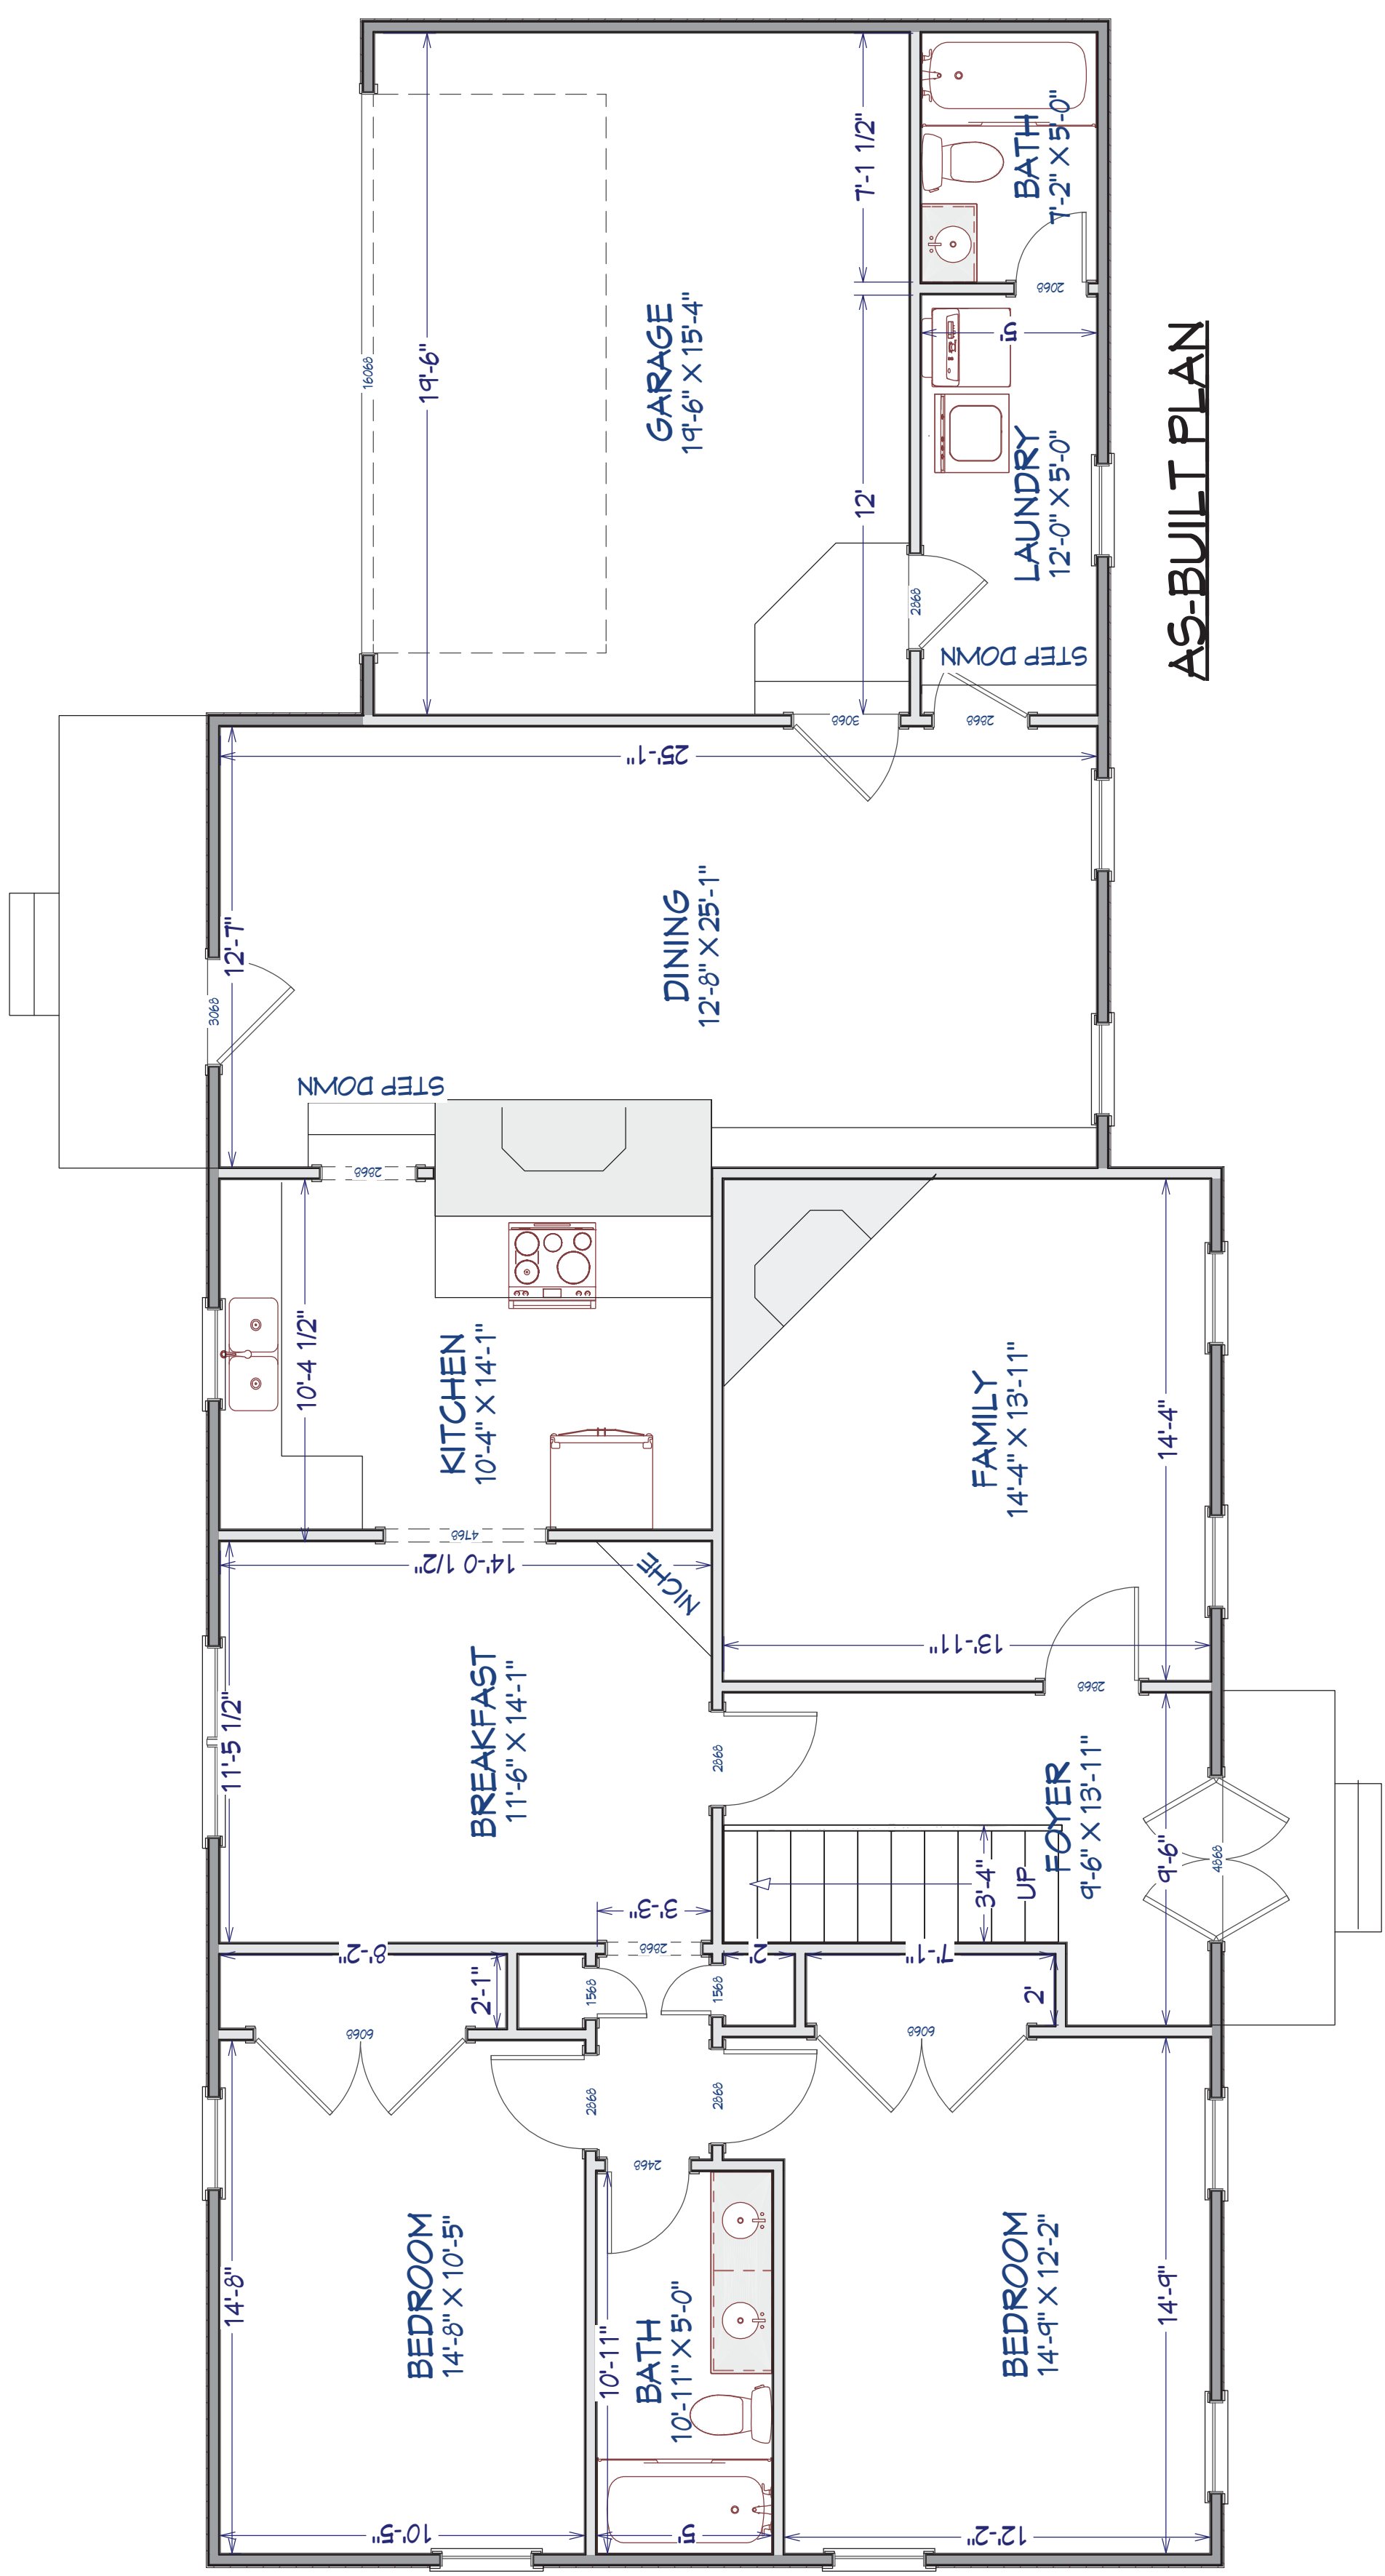 19'-6"
16068
GARAGE
19'-6" X 15'-4"
7'-1 1/2"
12'
BATH
7'-2" X 5'-0"
2068
5'
LAUNDRY
12'-0" X 5'-0"
2868
STEP DOWN
2868
3068
AS-BUILT PLAN
25'-1"
12'-7"
3068
DINING
12'-8" X 25'-1"
STEP DOWN
2868
10'-4 1/2"
KITCHEN
10'-4" X 14'-1"
4768
14'-0 1/2"
NICHE
FAMILY
14'-4" X 13'-11"
14'-4"
13'-11"
2868
11'-5 1/2"
BREAKFAST
11'-6" X 14'-1"
2868
FOYER
9'-6" X 13'-11"
9'-6"
4868
3'-4"
UP
3'-3"
2868
8'-2"
2'-1"
1568
1568
2'
7'-1"
2'
6068
6068
2868
2868
2468
14'-8"
BEDROOM
14'-8" X 10'-5"
10'-5"
10'-11"
BATH
10'-11" X 5'-0"
5'
BEDROOM
14'-9" X 12'-2"
14'-9"
12'-2"